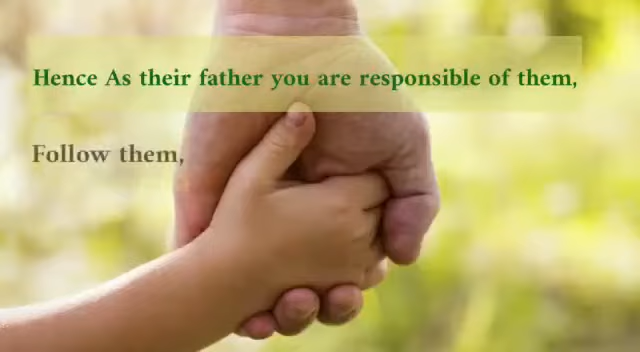 Hence As their father you are responsible of them,
Follow them,